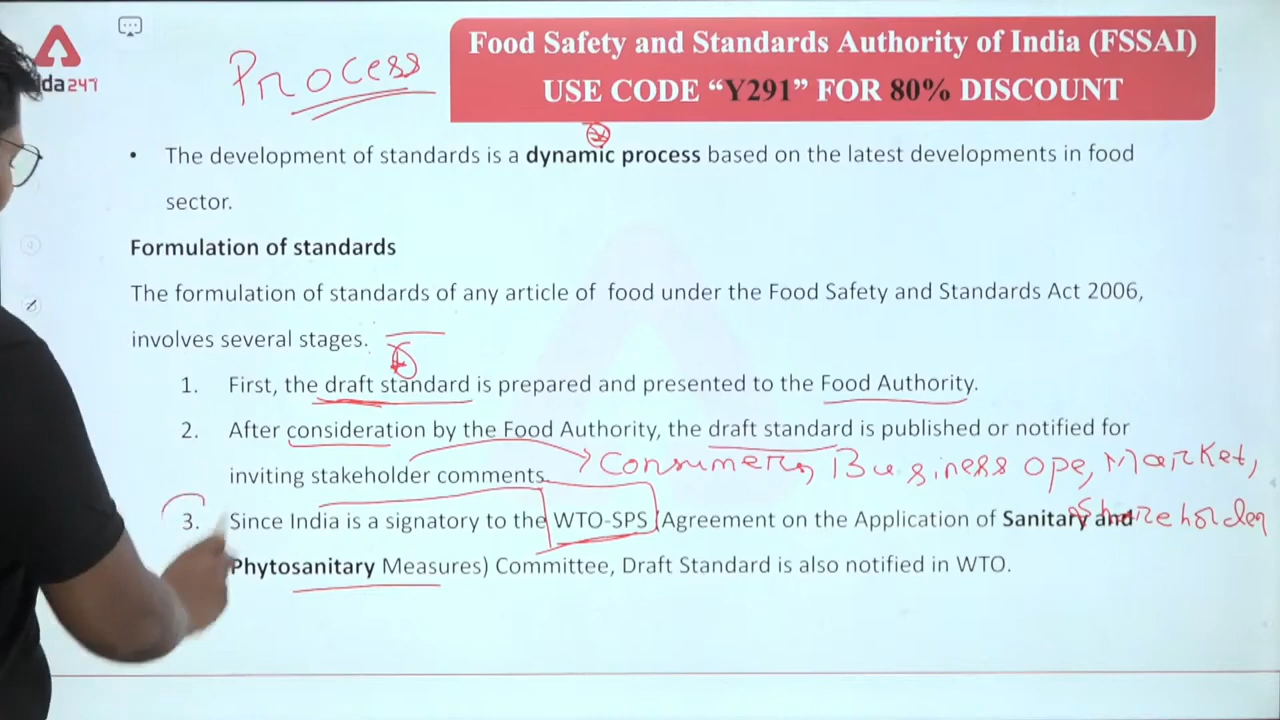 Process
Food Safety and Standards Authority of India (FSSAI)
USE CODE “Y291” FOR 80% DISCOUNT
da247
• The development of standards is a dynamic process based on the latest developments in food
sector.
Formulation of standards
The formulation of standards of any article of food under the Food Safety and Standards Act 2006,
involves several stages.
1. First, the draft standard is prepared and presented to the Food Authority.
2. After consideration by the Food Authority, the draft standard is published or notified for
inviting stakeholder comments.
Consumers, Business ope, Market,
Shareholder
3. Since India is a signatory to the WTO-SPS (Agreement on the Application of Sanitary and
Phytosanitary Measures) Committee, Draft Standard is also notified in WTO.